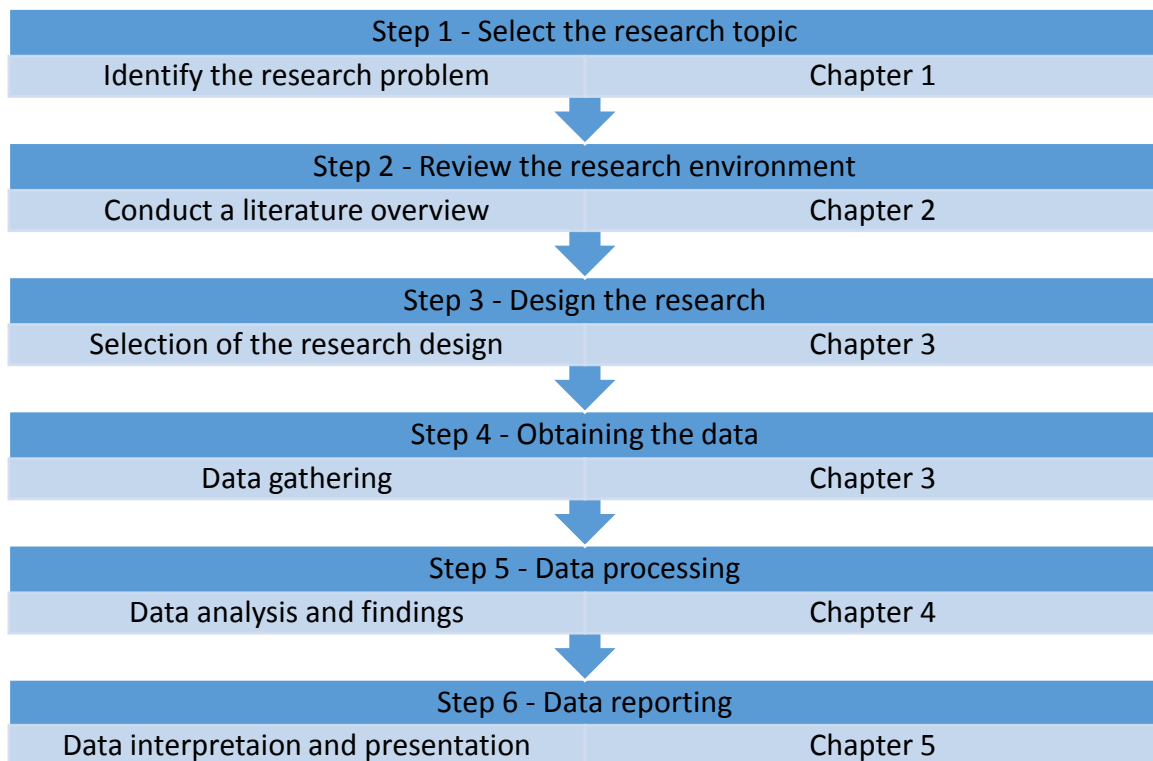 Step 1 - Select the research topic
Identify the research problem
Chapter 1
Step 2 - Review the research environment
Conduct a literature overview
Chapter 2
Step 3 - Design the research
Selection of the research design
Chapter 3
Step 4 - Obtaining the data
Data gathering
Chapter 3
Step 5 - Data processing
Data analysis and findings
Chapter 4
Step 6 - Data reporting
Data interpretaion and presentation
Chapter 5